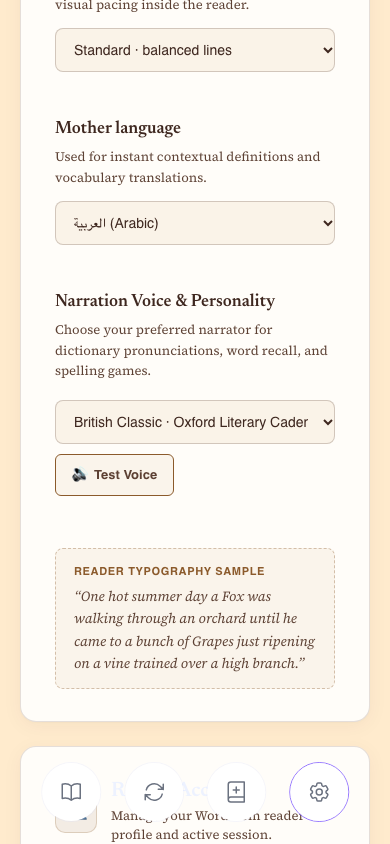 visual pacing inside the reader.
Standard · balanced lines
Mother language
Used for instant contextual definitions and
vocabulary translations.
العربية (Arabic)
Narration Voice & Personality
Choose your preferred narrator for
dictionary pronunciations, word recall, and
spelling games.
British Classic · Oxford Literary Cader
Test Voice
READER TYPOGRAPHY SAMPLE
“One hot summer day a Fox was
walking through an orchard until he
came to a bunch of Grapes just ripening
on a vine trained over a high branch.”
profile and active session.